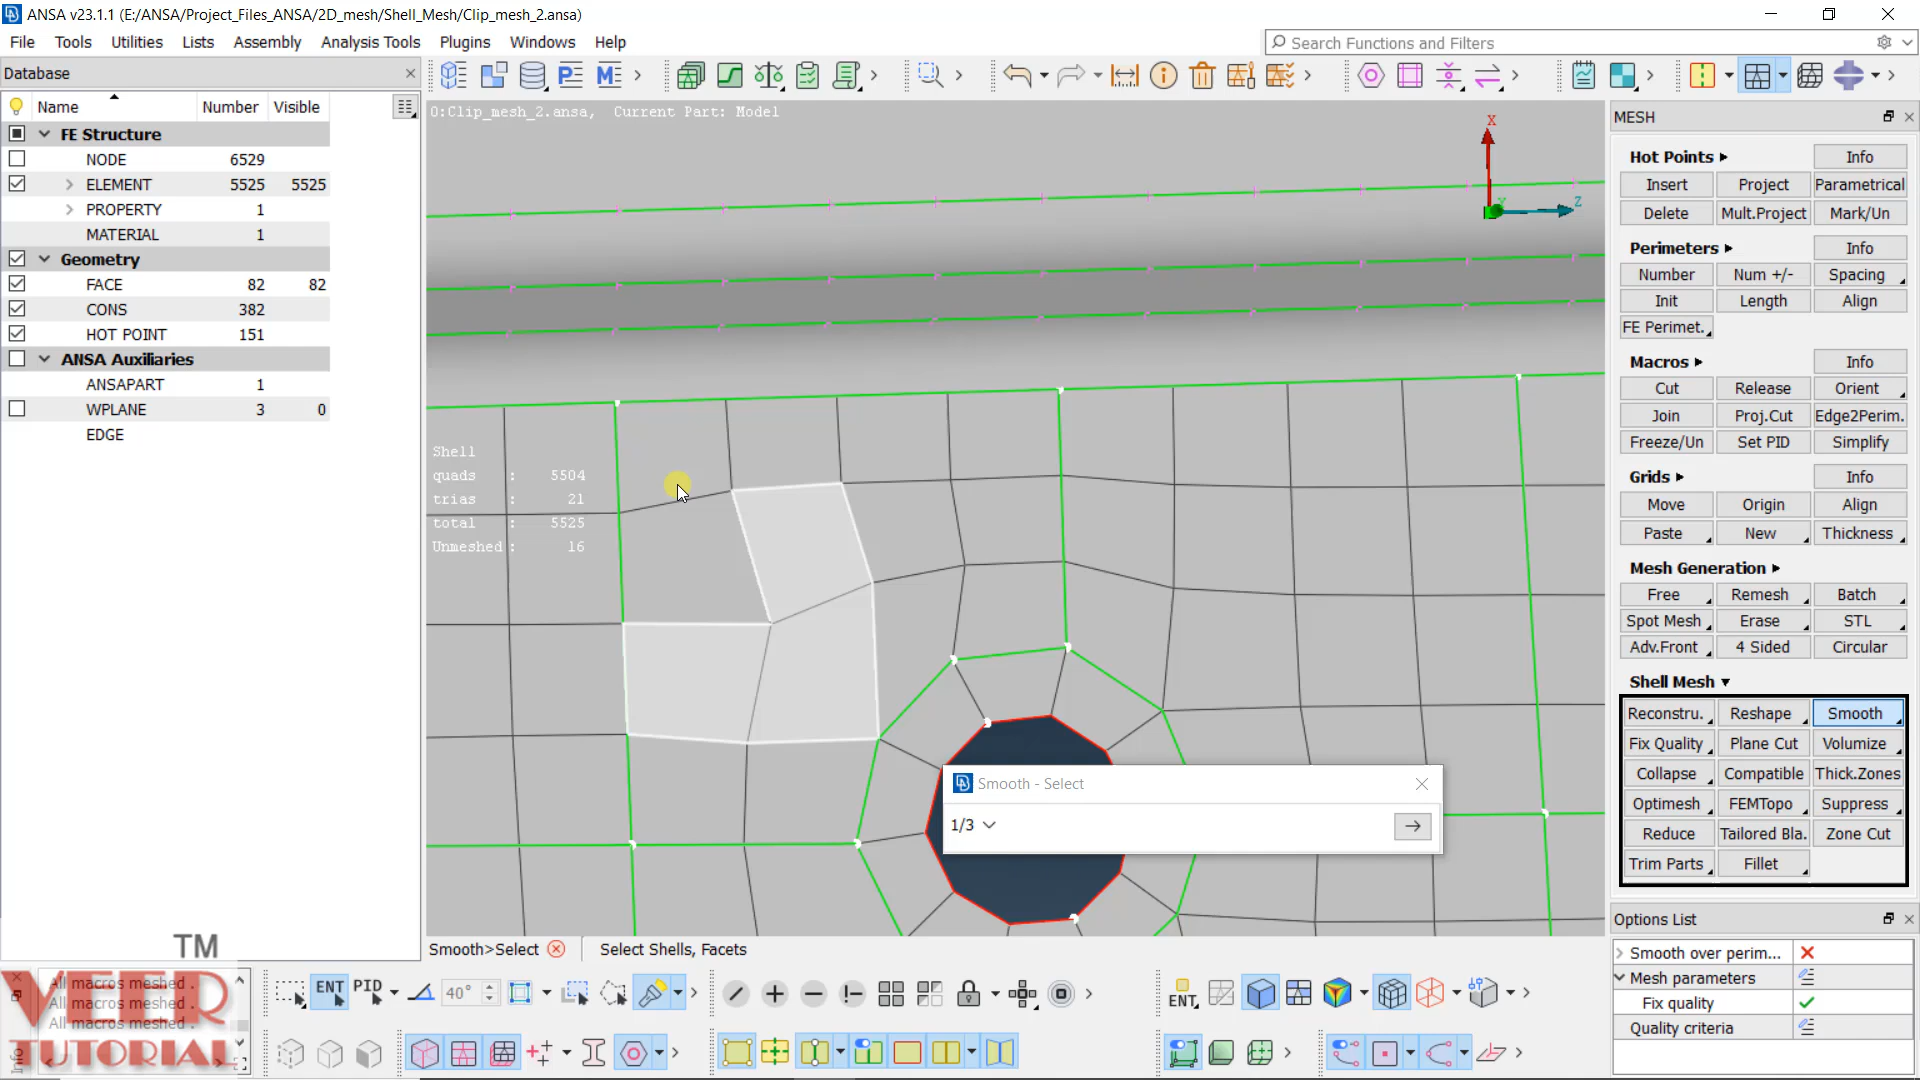 ANSA v23.1.1 (E:/ANSA/Project_Files_ANSA/2D_mesh/Shell_Mesh/Clip_mesh_2.ansa)
File Tools Utilities Lists Assembly Analysis Tools Plugins Windows Help
Search Functions and Filters
Database
Name Number Visible
FE Structure
NODE 6529
ELEMENT 5525 5525
PROPERTY 1
MATERIAL 1
Geometry
FACE 82 82
CONS 382
HOT POINT 151
ANSA Auxiliaries
ANSAPART 1
WPLANE 3 0
EDGE
0:Clip_mesh_2.ansa, Current Part: Model
X
Y
Z
Shell
quads : 5504
trias : 21
total : 5525
Unmeshed : 16
Smooth - Select
1/3
MESH
Hot Points Info
Insert Project Parametrical
Delete Mult.Project Mark/Un
Perimeters Info
Number Num +/- Spacing
Init Length Align
FE Perimet.
Macros Info
Cut Release Orient
Join Proj.Cut Edge2Perim.
Freeze/Un Set PID Simplify
Grids Info
Move Origin Align
Paste New Thickness
Mesh Generation
Free Remesh Batch
Spot Mesh Erase STL
Adv.Front 4 Sided Circular
Shell Mesh
Reconstru. Reshape Smooth
Fix Quality Plane Cut Volumize
Collapse Compatible Thick.Zones
Optimesh FEMTopo Suppress
Reduce Tailored Bla. Zone Cut
Trim Parts Fillet
Options List
Smooth over perim...
Mesh parameters
Fix quality
Quality criteria
Smooth>Select Select Shells, Facets
ENT PID 40°
ENT
All macros meshed .
All macros meshed .
All macros meshed .
Info
TM
VEER
TUTORIAL